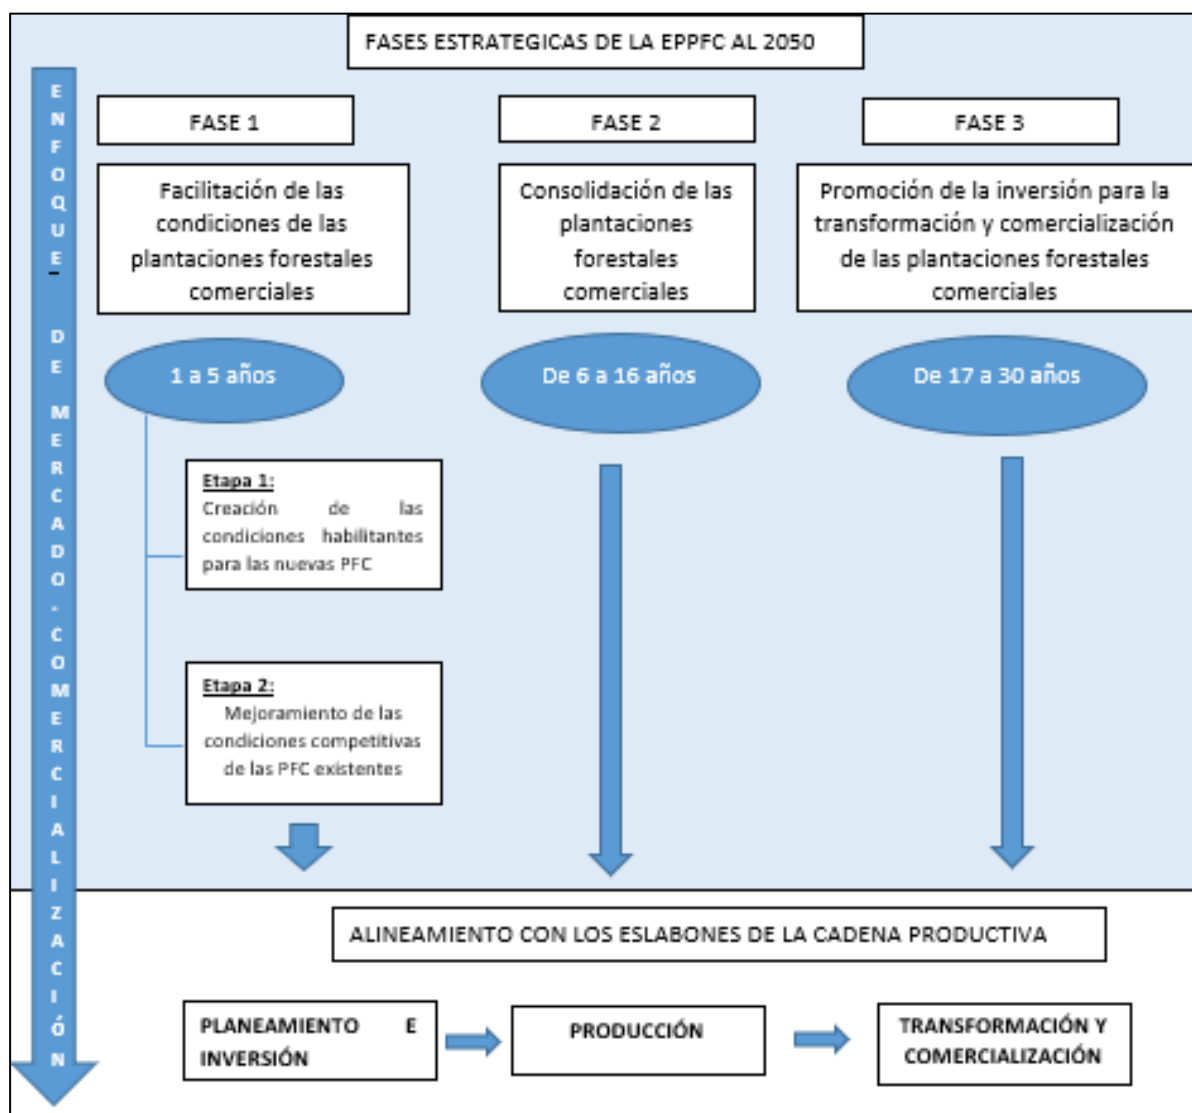 FASES ESTRATEGICAS DE LA EPPFC AL 2050
ENFOQUE DE MERCADO-COMERCIALIZACIÓN
FASE 1
FASE 2
FASE 3
Facilitación de las
condiciones de las
plantaciones forestales
comerciales
Consolidación de las
plantaciones
forestales
comerciales
Promoción de la inversión para la
transformación y comercialización
de las plantaciones forestales
comerciales
1 a 5 años
De 6 a 16 años
De 17 a 30 años
Etapa 1:
Creación de las
condiciones habilitantes
para las nuevas PFC
Etapa 2:
Mejoramiento de las
condiciones competitivas
de las PFC existentes
ALINEAMIENTO CON LOS ESLABONES DE LA CADENA PRODUCTIVA
PLANEAMIENTO E
INVERSIÓN
PRODUCCIÓN
TRANSFORMACIÓN Y
COMERCIALIZACIÓN